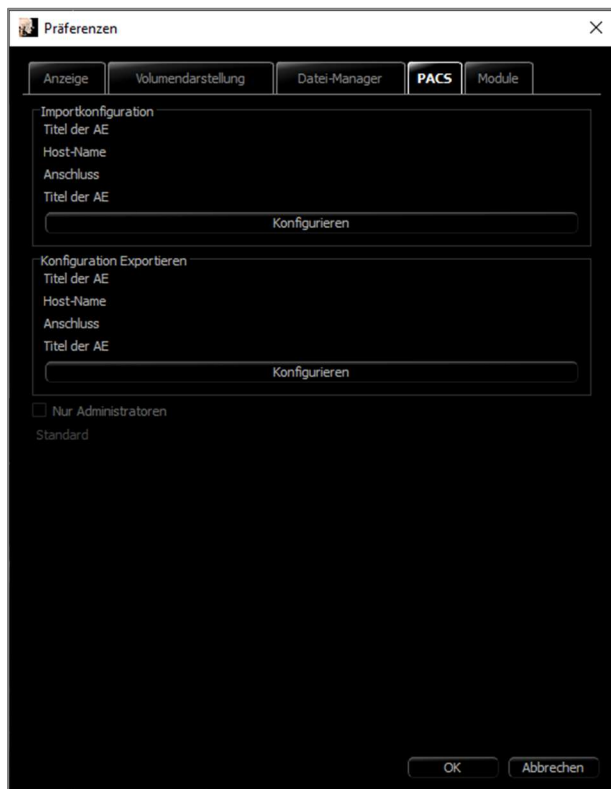 Präferenzen
Anzeige Volumendarstellung Datei-Manager PACS Module
Importkonfiguration
Titel der AE
Host-Name
Anschluss
Titel der AE
Konfigurieren
Konfiguration Exportieren
Titel der AE
Host-Name
Anschluss
Titel der AE
Konfigurieren
Nur Administratoren
Standard
OK Abbrechen